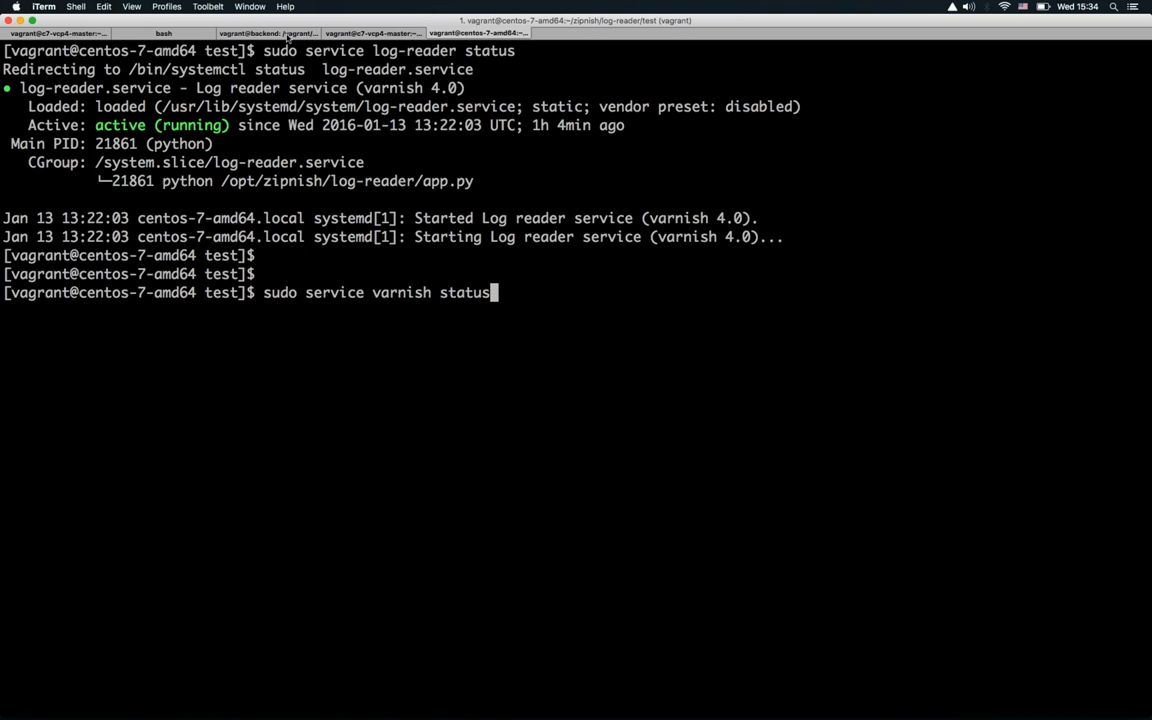 iTerm Shell Edit View Profiles Toolbelt Window Help Wed 15:34
1. vagrant@centos-7-amd64:~/zipnish/log-reader/test (vagrant)
vagrant@c7-vcp4-master:~... bash vagrant@backend: /vagrant/... vagrant@c7-vcp4-master:~... vagrant@centos-7-amd64:~...
[vagrant@centos-7-amd64 test]$ sudo service log-reader status
Redirecting to /bin/systemctl status  log-reader.service
● log-reader.service - Log reader service (varnish 4.0)
   Loaded: loaded (/usr/lib/systemd/system/log-reader.service; static; vendor preset: disabled)
   Active: active (running) since Wed 2016-01-13 13:22:03 UTC; 1h 4min ago
 Main PID: 21861 (python)
   CGroup: /system.slice/log-reader.service
           └─21861 python /opt/zipnish/log-reader/app.py
Jan 13 13:22:03 centos-7-amd64.local systemd[1]: Started Log reader service (varnish 4.0).
Jan 13 13:22:03 centos-7-amd64.local systemd[1]: Starting Log reader service (varnish 4.0)...
[vagrant@centos-7-amd64 test]$
[vagrant@centos-7-amd64 test]$
[vagrant@centos-7-amd64 test]$ sudo service varnish status